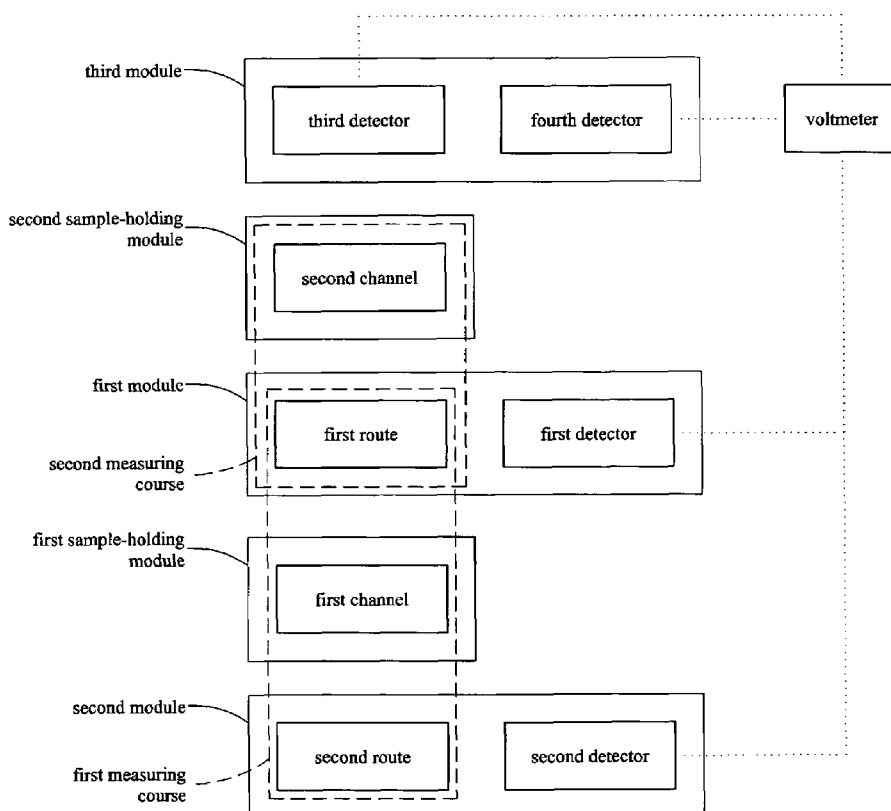 third module
third detector
fourth detector
voltmeter
second sample-holding
module
second channel
first module
first route
first detector
second measuring
course
first sample-holding
module
first channel
second module
second route
second detector
first measuring
course